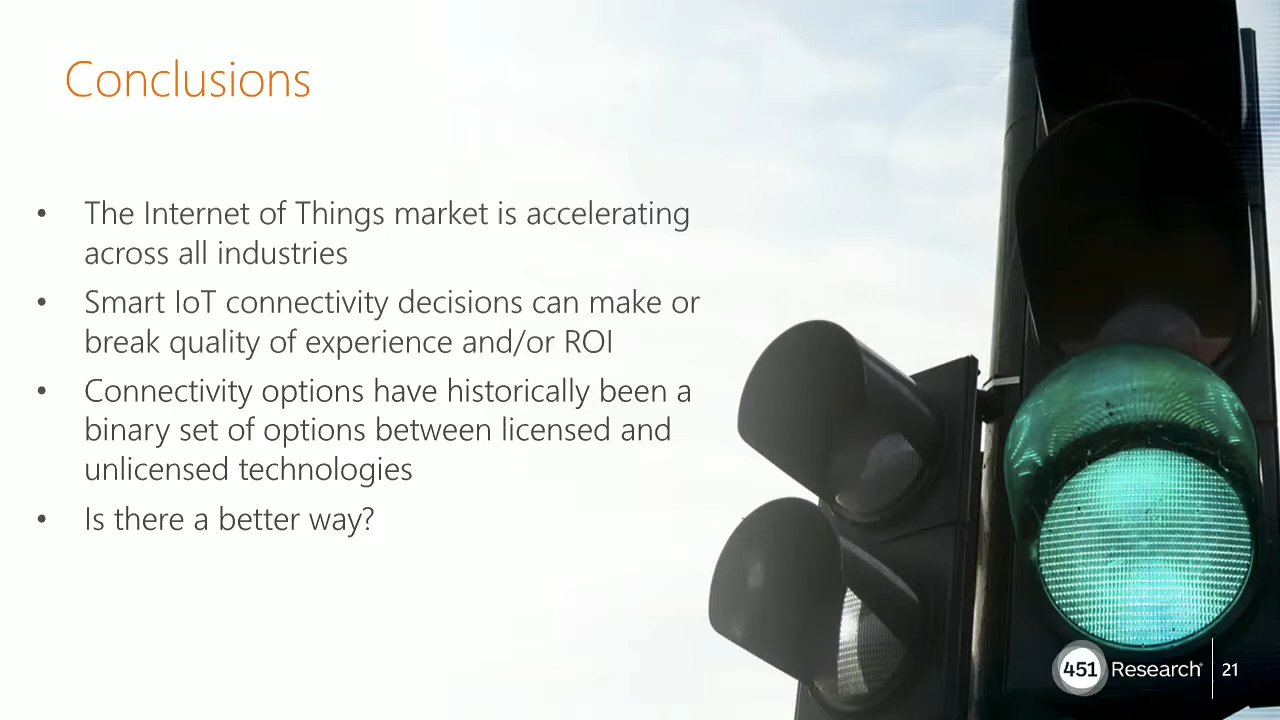 Conclusions
• The Internet of Things market is accelerating
across all industries
• Smart IoT connectivity decisions can make or
break quality of experience and/or ROI
• Connectivity options have historically been a
binary set of options between licensed and
unlicensed technologies
• Is there a better way?
451 Research 21